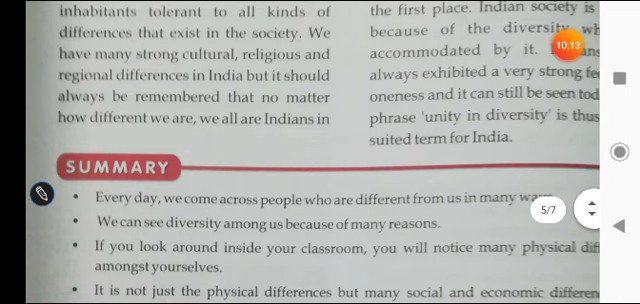 inhabitants tolerant to all kinds of
differences that exist in the society. We
have many strong cultural, religious and
regional differences in India but it should
always be remembered that no matter
how different we are, we all are Indians in
the first place. Indian society is
because of the diversity
accommodated by it.
always exhibited a very strong
oneness and it can still be seen
phrase 'unity in diversity' is thus
suited term for India.
10:13
SUMMARY
• Every day, we come across people who are different from us in many
• We can see diversity among us because of many reasons.
• If you look around inside your classroom, you will notice many physical
amongst yourselves.
• It is not just the physical differences but many social and economic
5/7